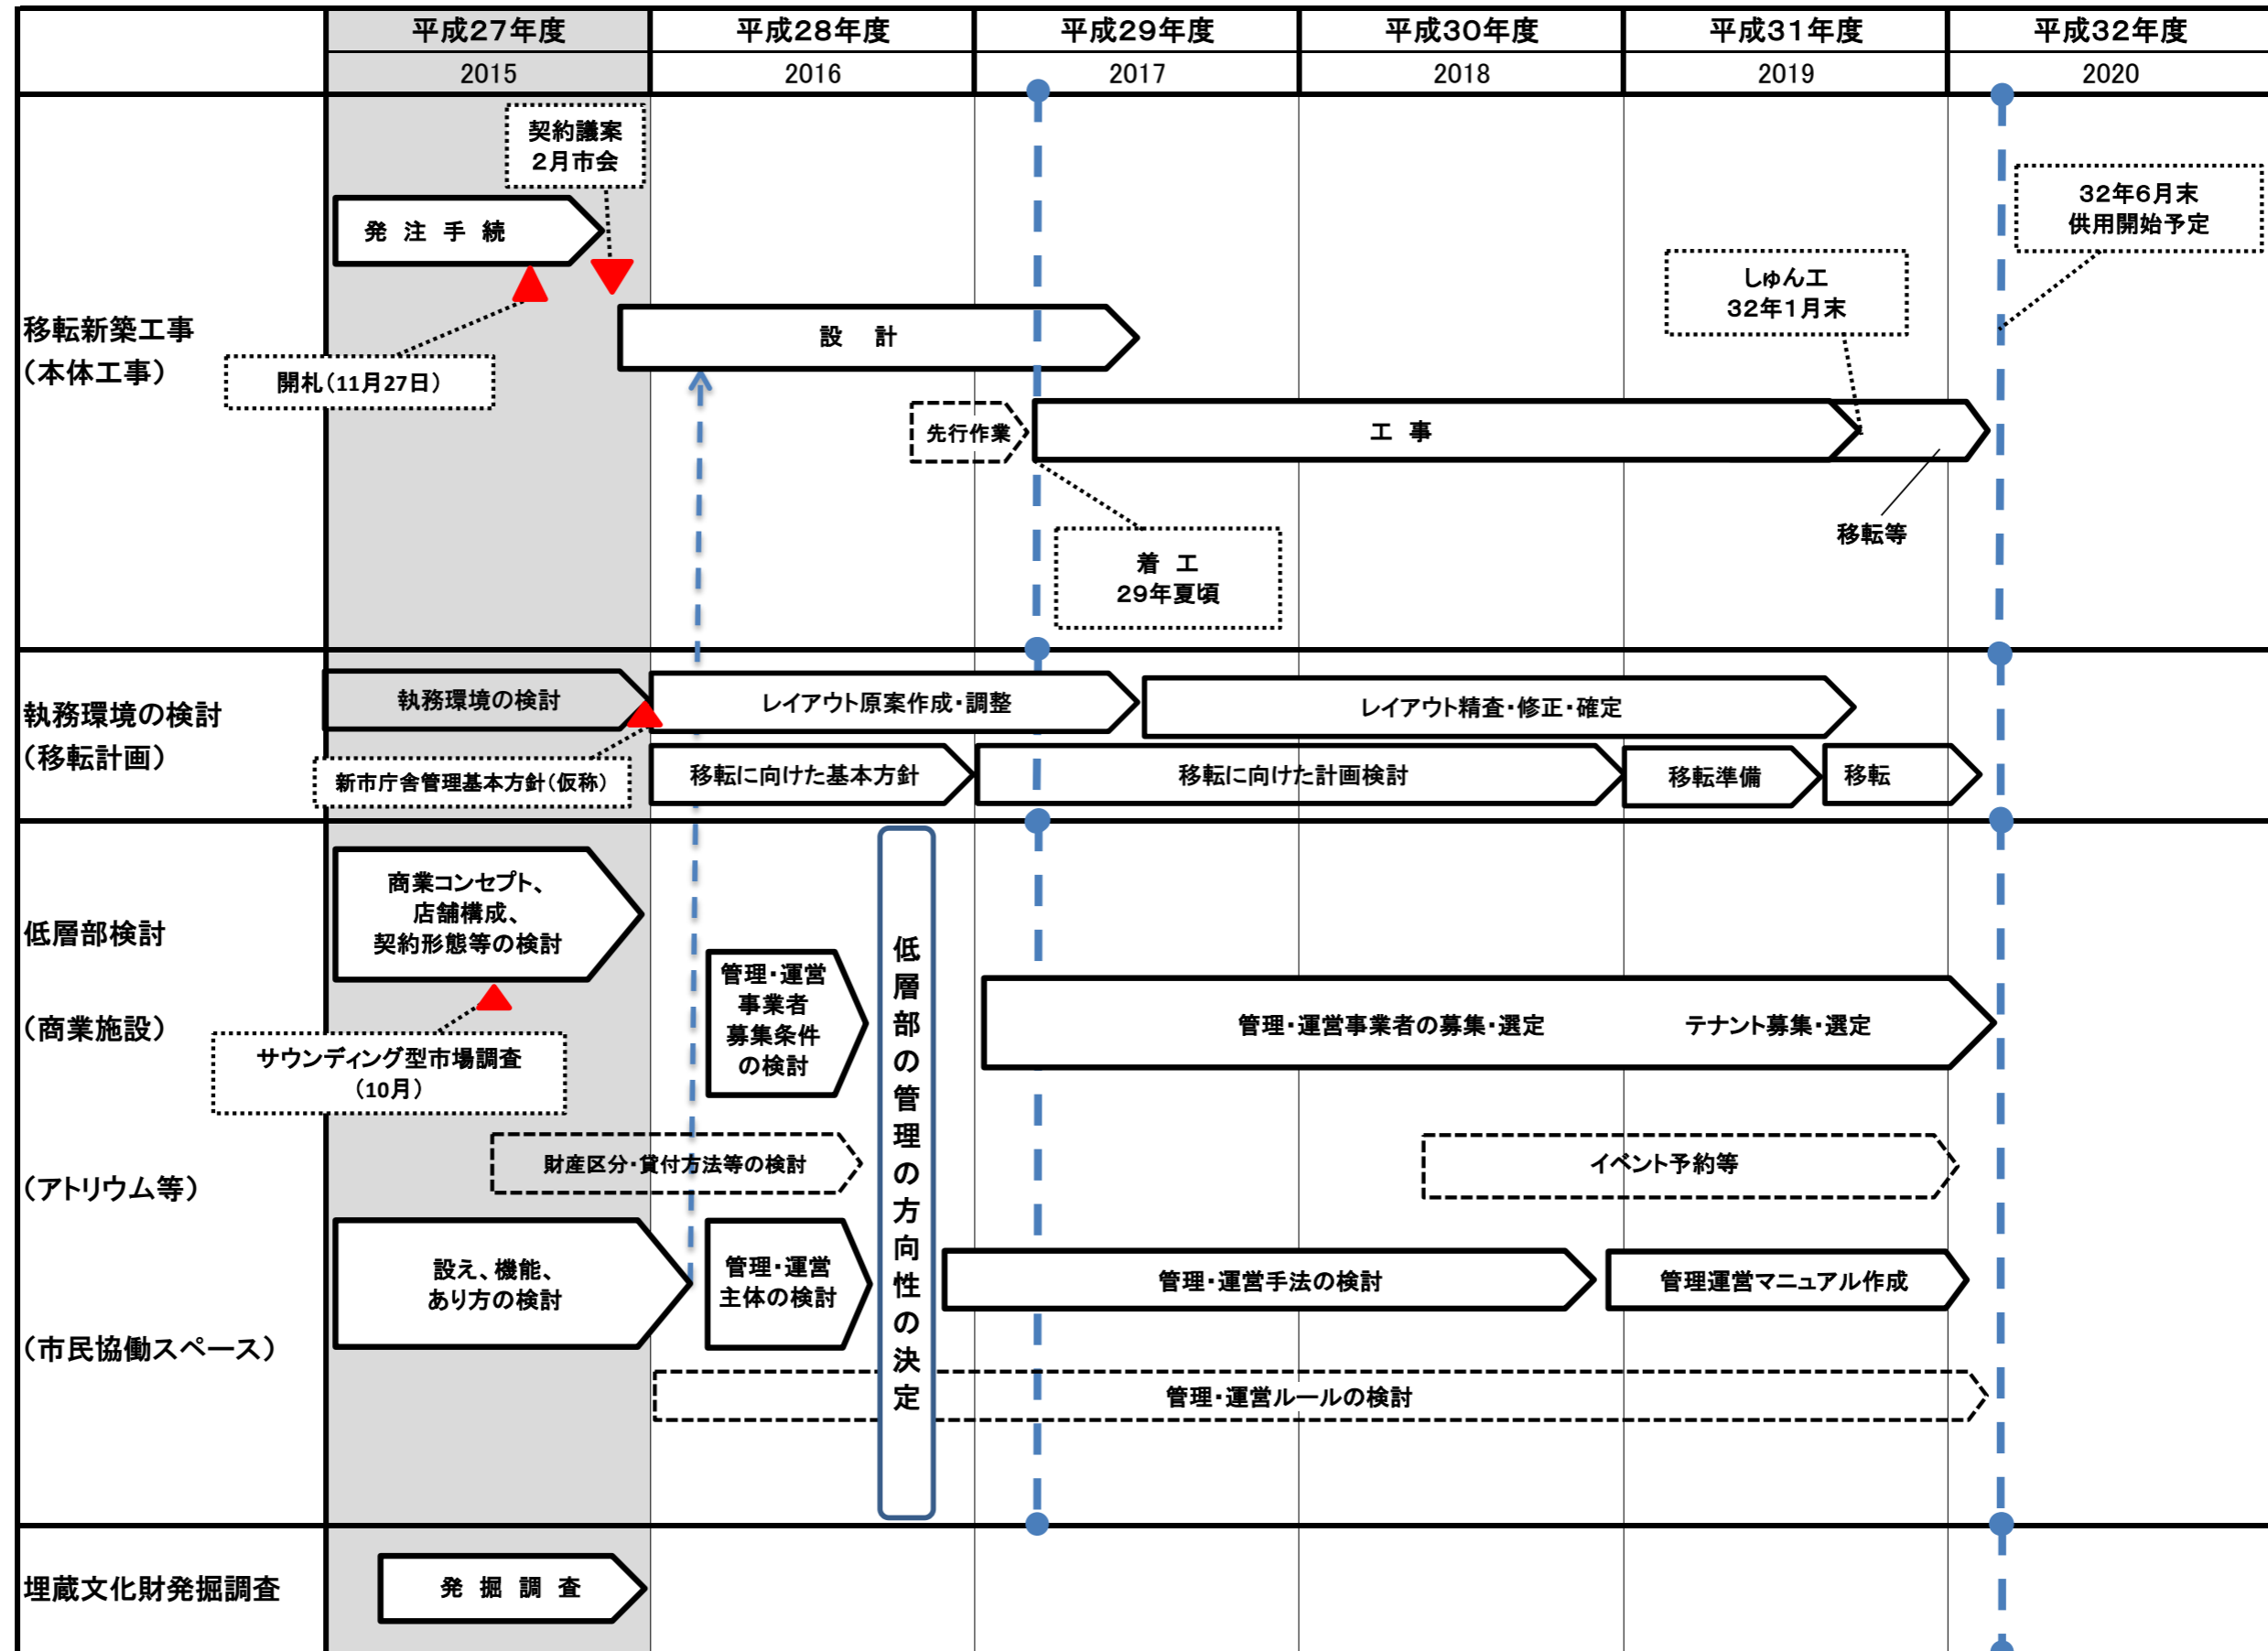 平成27年度
平成28年度
平成29年度
平成30年度
平成31年度
平成32年度
2015
2016
2017
2018
2019
2020
移転新築工事
（本体工事）
契約議案
2月市会
発 注 手 続
開札（11月27日）
設 計
先行作業
工 事
着 工
29年夏頃
しゅん工
32年1月末
移転等
32年6月末
供用開始予定
執務環境の検討
（移転計画）
執務環境の検討
レイアウト原案作成・調整
レイアウト精査・修正・確定
新市庁舎管理基本方針（仮称）
移転に向けた基本方針
移転に向けた計画検討
移転準備
移転
低層部検討
（商業施設）
（アトリウム等）
（市民協働スペース）
商業コンセプト、
店舗構成、
契約形態等の検討
サウンディング型市場調査
（10月）
管理・運営
事業者
募集条件
の検討
低層部の管理の方向性の決定
管理・運営事業者の募集・選定
テナント募集・選定
財産区分・貸付方法等の検討
イベント予約等
設え、機能、
あり方の検討
管理・運営
主体の検討
管理・運営手法の検討
管理運営マニュアル作成
管理・運営ルールの検討
埋蔵文化財発掘調査
発 掘 調 査